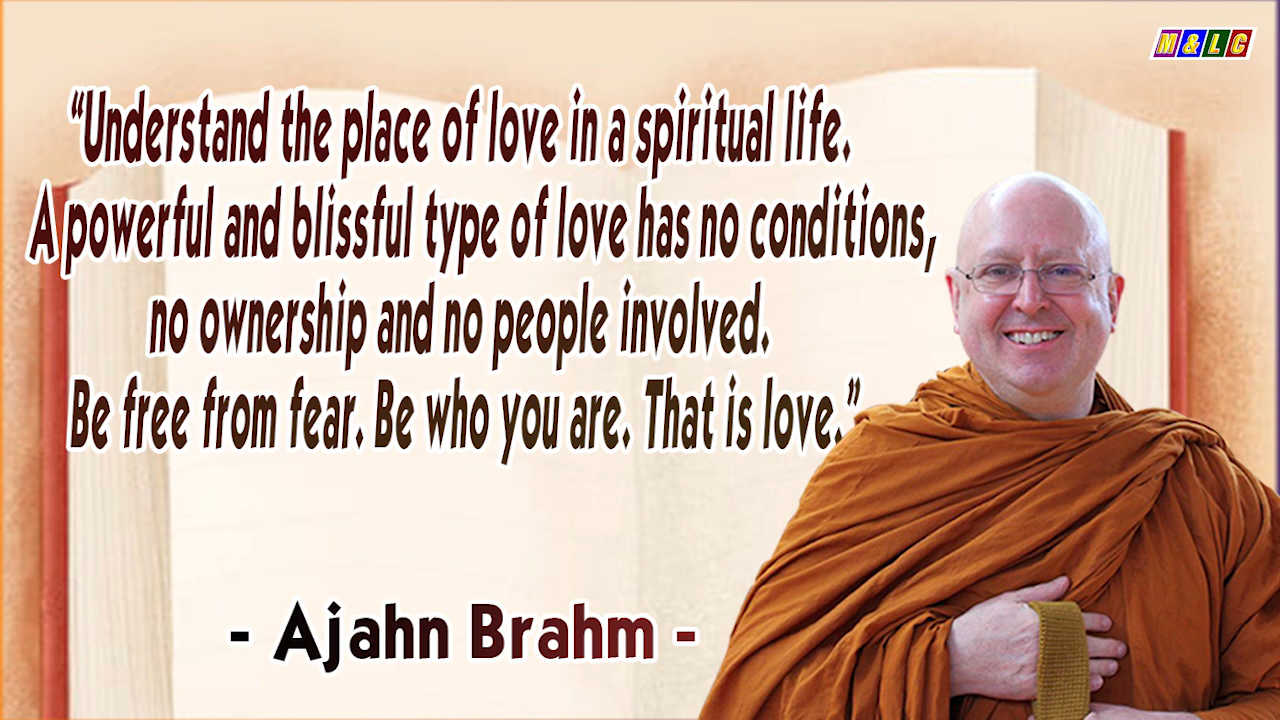 M&LC
“Understand the place of love in a spiritual life.
A powerful and blissful type of love has no conditions,
no ownership and no people involved.
Be free from fear. Be who you are. That is love.”
- Ajahn Brahm -